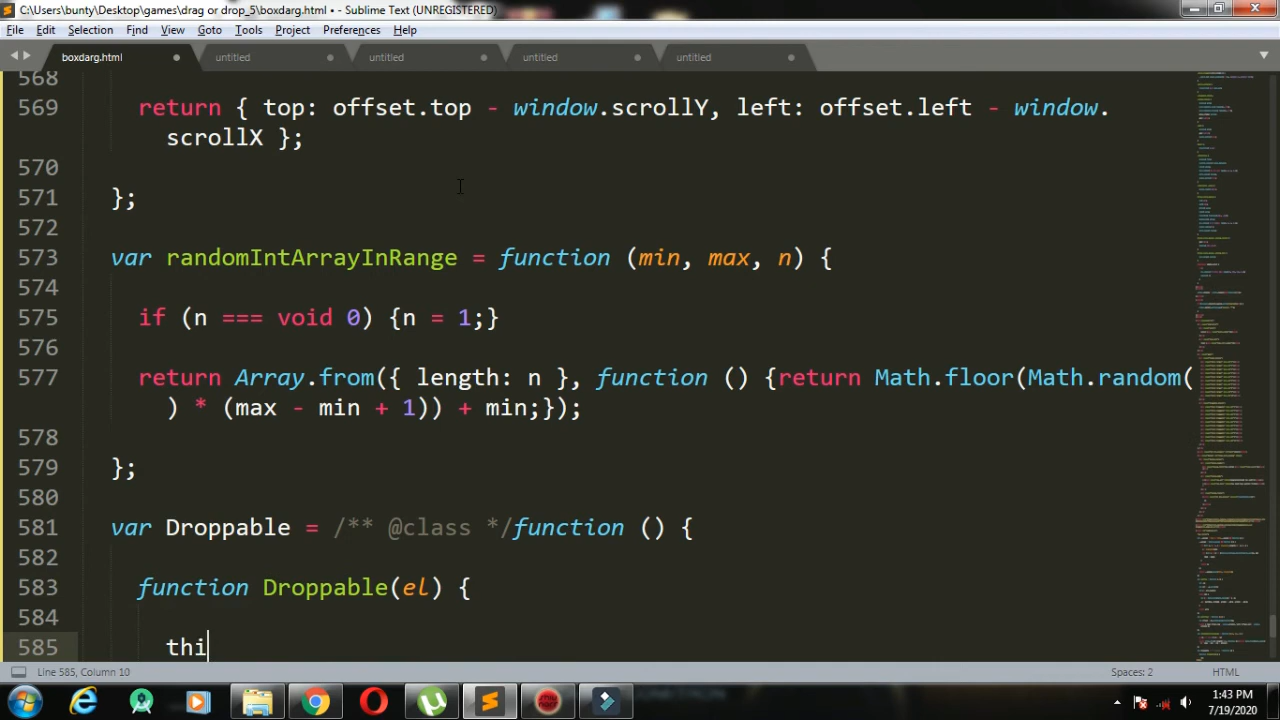 C:\Users\bunty\Desktop\games\drag or drop_5\boxdarg.html • - Sublime Text (UNREGISTERED)
File Edit Selection Find View Goto Tools Project Preferences Help
boxdarg.html untitled untitled untitled untitled
568
569 return { top: offset.top - window.scrollY, left: offset.left - window.
scrollX };
570
571 };
572
573 var randomIntArrayInRange = function (min, max, n) {
574
575 if (n === void 0) {n = 1;}
576
577 return Array.from({ length: n }, function () {return Math.floor(Math.random(
) * (max - min + 1)) + min;});
578
579 };
580
581 var Droppable = /** @class */function () {
582
583 function Droppable(el) {
584
585 thi
Line 585, Column 10 Spaces: 2 HTML
1:43 PM
7/19/2020